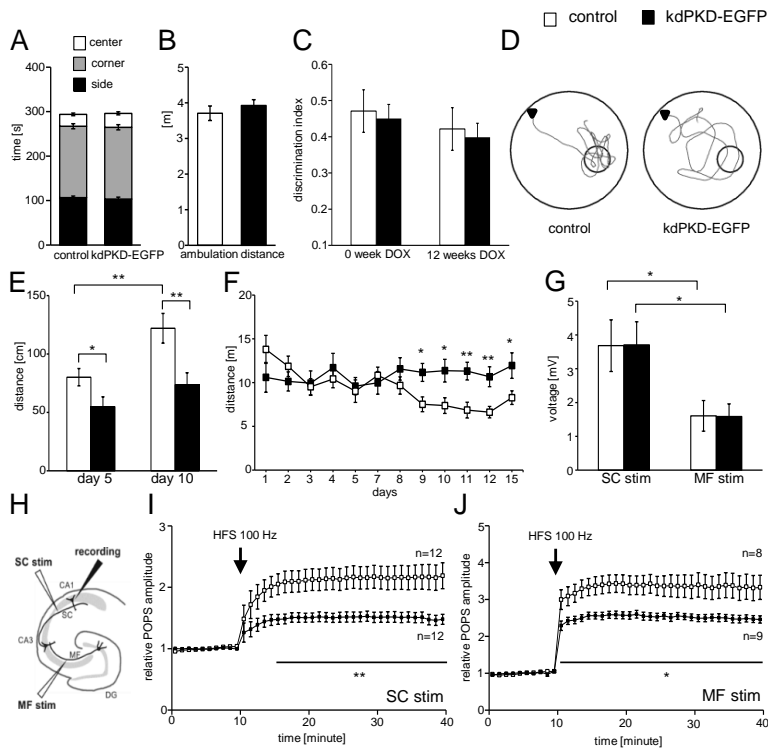 control kdPKD-EGFP
A
center
corner
side
time [s]
400
300
200
100
0
control kdPKD-EGFP
B
[m]
5
4
3
2
1
0
ambulation distance
C
discrimination index
0.6
0.5
0.4
0.3
0.2
0.1
0 week DOX 12 weeks DOX
D
control kdPKD-EGFP
E
distance [cm]
150
100
50
0
**
*
**
day 5 day 10
F
ditstance [m]
20
15
10
5
0
* * ** ** *
1 2 3 4 5 7 8 9 10 11 12 15
days
G
voltage [mV]
5
4
3
2
1
0
*
*
SC stim MF stim
H
recording
SC stim
CA1
SC
CA3
MF
DG
MF stim
I
relative POPS amplitude
3
2
1
0
HFS 100 Hz
n=12
n=12
**
SC stim
0 10 20 30 40
time [minute]
J
relative POPS amplitude
5
4
3
2
1
0
HFS 100 Hz
n=8
n=9
*
MF stim
0 10 20 30 40
time [minute]